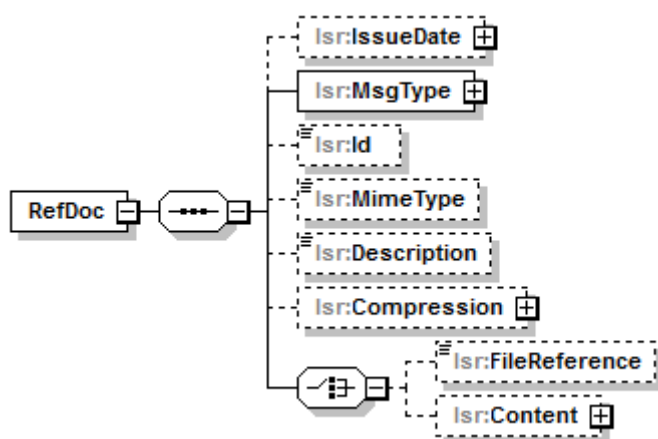 lsr:IssueDate
lsr:MsgType
lsr:Id
RefDoc
lsr:MimeType
lsr:Description
lsr:Compression
lsr:FileReference
lsr:Content